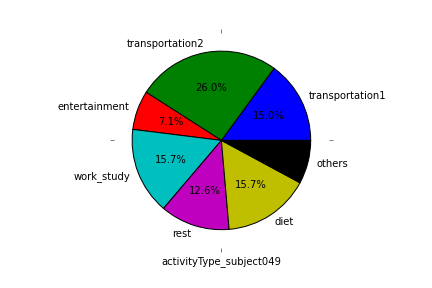 transportation2
26.0%
transportation1
15.0%
entertainment
7.1%
work_study
15.7%
others
diet
15.7%
rest
12.6%
activityType_subject049